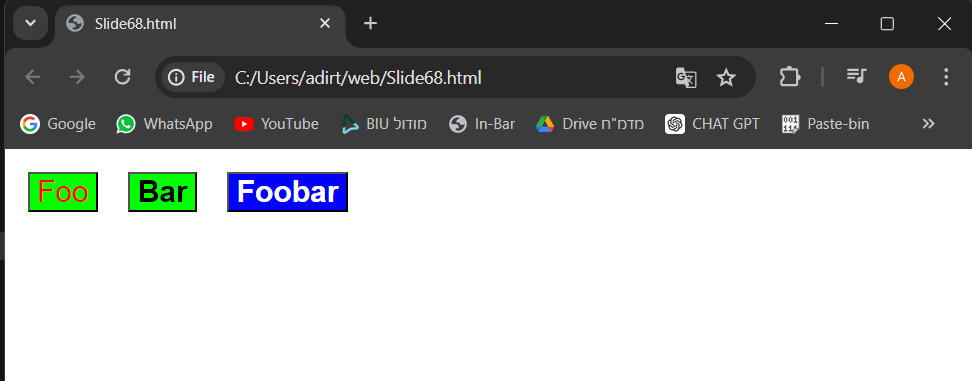 Slide68.html
File C:/Users/adirt/web/Slide68.html A
Google WhatsApp YouTube מודול BIU In-Bar Drive מדמ"ח CHAT GPT Paste-bin
Foo Bar Foobar